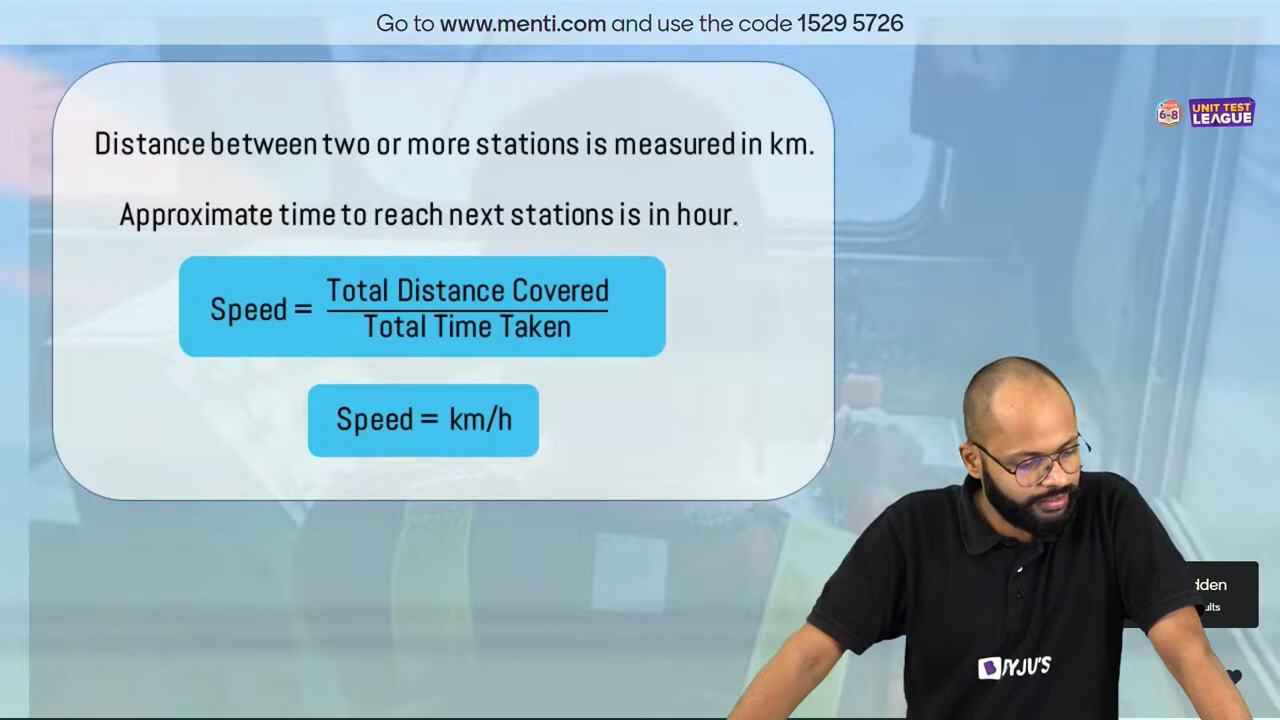 Go to www.menti.com and use the code 1529 5726
Distance between two or more stations is measured in km.
Approximate time to reach next stations is in hour.
Speed = Total Distance Covered
Total Time Taken
Speed = km/h
6-8
UNIT TEST
LEAGUE
BYJU'S